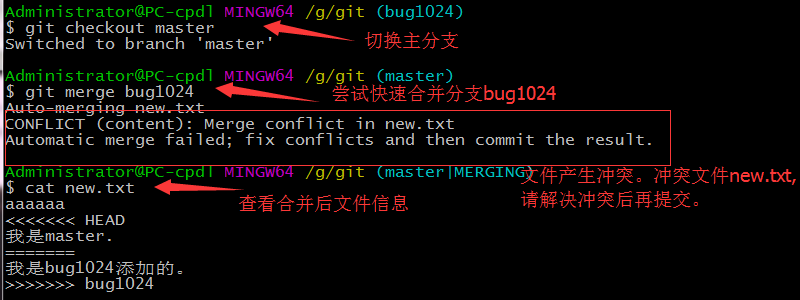 Administrator@PC-cpdl MINGW64 /g/git (bug1024)
$ git checkout master
Switched to branch 'master'
切换主分支
Administrator@PC-cpdl MINGW64 /g/git (master)
$ git merge bug1024
尝试快速合并分支bug1024
Auto-merging new.txt
CONFLICT (content): Merge conflict in new.txt
Automatic merge failed; fix conflicts and then commit the result.
Administrator@PC-cpdl MINGW64 /g/git (master|MERGING)
文件产生冲突。冲突文件new.txt,
请解决冲突后再提交。
$ cat new.txt
查看合并后文件信息
aaaaaa
<<<<<<< HEAD
我是master.
=======
我是bug1024添加的。
>>>>>>> bug1024